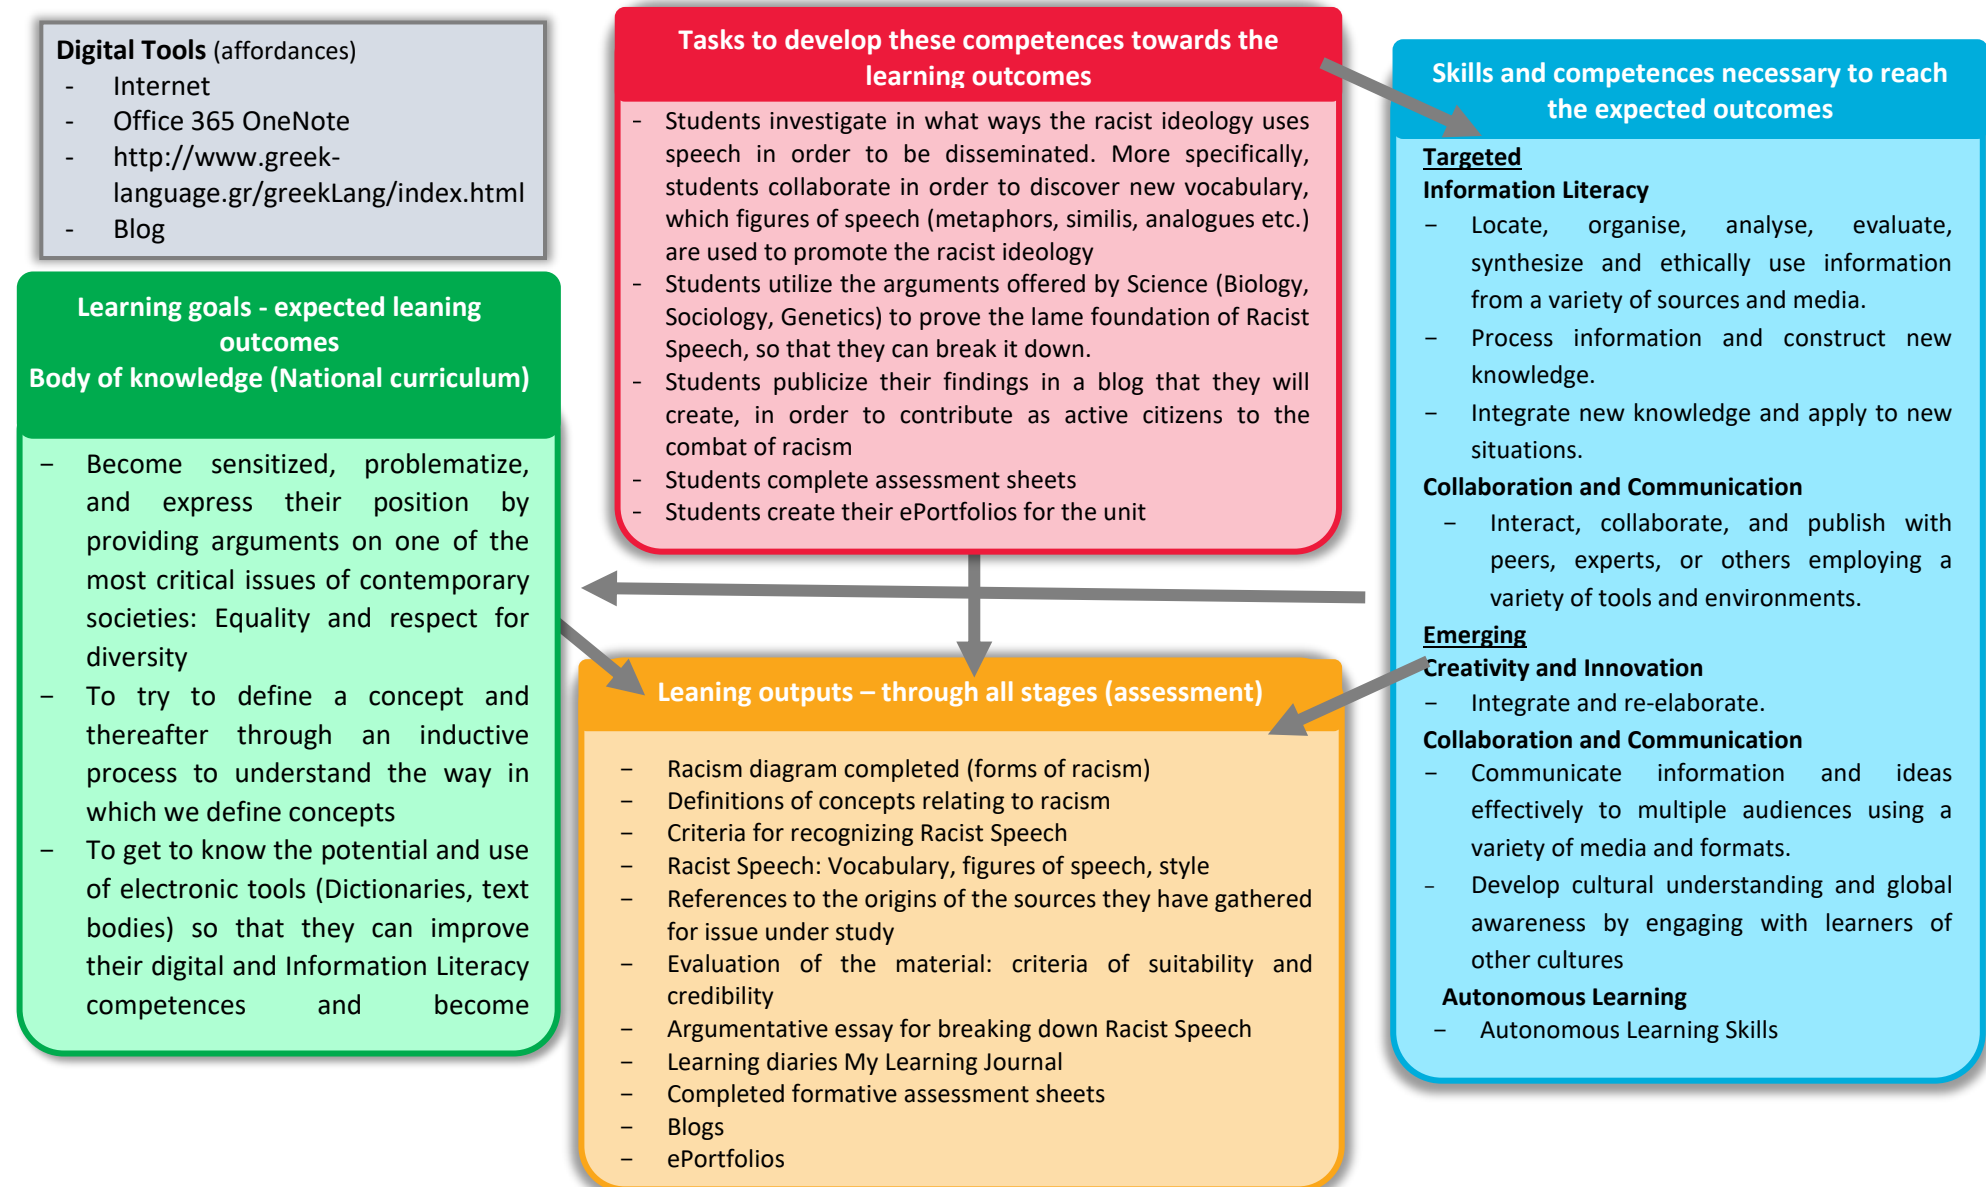 Digital Tools (affordances)
- Internet
- Office 365 OneNote
- http://www.greek-
language.gr/greekLang/index.html
- Blog
Learning goals - expected leaning
outcomes
Body of knowledge (National curriculum)
– Become sensitized, problematize,
and express their position by
providing arguments on one of the
most critical issues of contemporary
societies: Equality and respect for
diversity
– To try to define a concept and
thereafter through an inductive
process to understand the way in
which we define concepts
– To get to know the potential and use
of electronic tools (Dictionaries, text
bodies) so that they can improve
their digital and Information Literacy
competences and become
Tasks to develop these competences towards the
learning outcomes
- Students investigate in what ways the racist ideology uses
speech in order to be disseminated. More specifically,
students collaborate in order to discover new vocabulary,
which figures of speech (metaphors, similis, analogues etc.)
are used to promote the racist ideology
- Students utilize the arguments offered by Science (Biology,
Sociology, Genetics) to prove the lame foundation of Racist
Speech, so that they can break it down.
- Students publicize their findings in a blog that they will
create, in order to contribute as active citizens to the
combat of racism
- Students complete assessment sheets
- Students create their ePortfolios for the unit
Leaning outputs – through all stages (assessment)
– Racism diagram completed (forms of racism)
– Definitions of concepts relating to racism
– Criteria for recognizing Racist Speech
– Racist Speech: Vocabulary, figures of speech, style
– References to the origins of the sources they have gathered
for issue under study
– Evaluation of the material: criteria of suitability and
credibility
– Argumentative essay for breaking down Racist Speech
– Learning diaries My Learning Journal
– Completed formative assessment sheets
– Blogs
– ePortfolios
Skills and competences necessary to reach
the expected outcomes
Targeted
Information Literacy
– Locate, organise, analyse, evaluate,
synthesize and ethically use information
from a variety of sources and media.
– Process information and construct new
knowledge.
– Integrate new knowledge and apply to new
situations.
Collaboration and Communication
– Interact, collaborate, and publish with
peers, experts, or others employing a
variety of tools and environments.
Emerging
Creativity and Innovation
– Integrate and re-elaborate.
Collaboration and Communication
– Communicate information and ideas
effectively to multiple audiences using a
variety of media and formats.
– Develop cultural understanding and global
awareness by engaging with learners of
other cultures
Autonomous Learning
– Autonomous Learning Skills